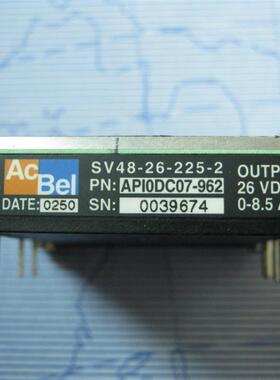 AcBel
SV48-26-225-2
PN: API0DC07-962
DATE: 0250
SN: 0039674
OUTP
26 VD
0-8.5 A